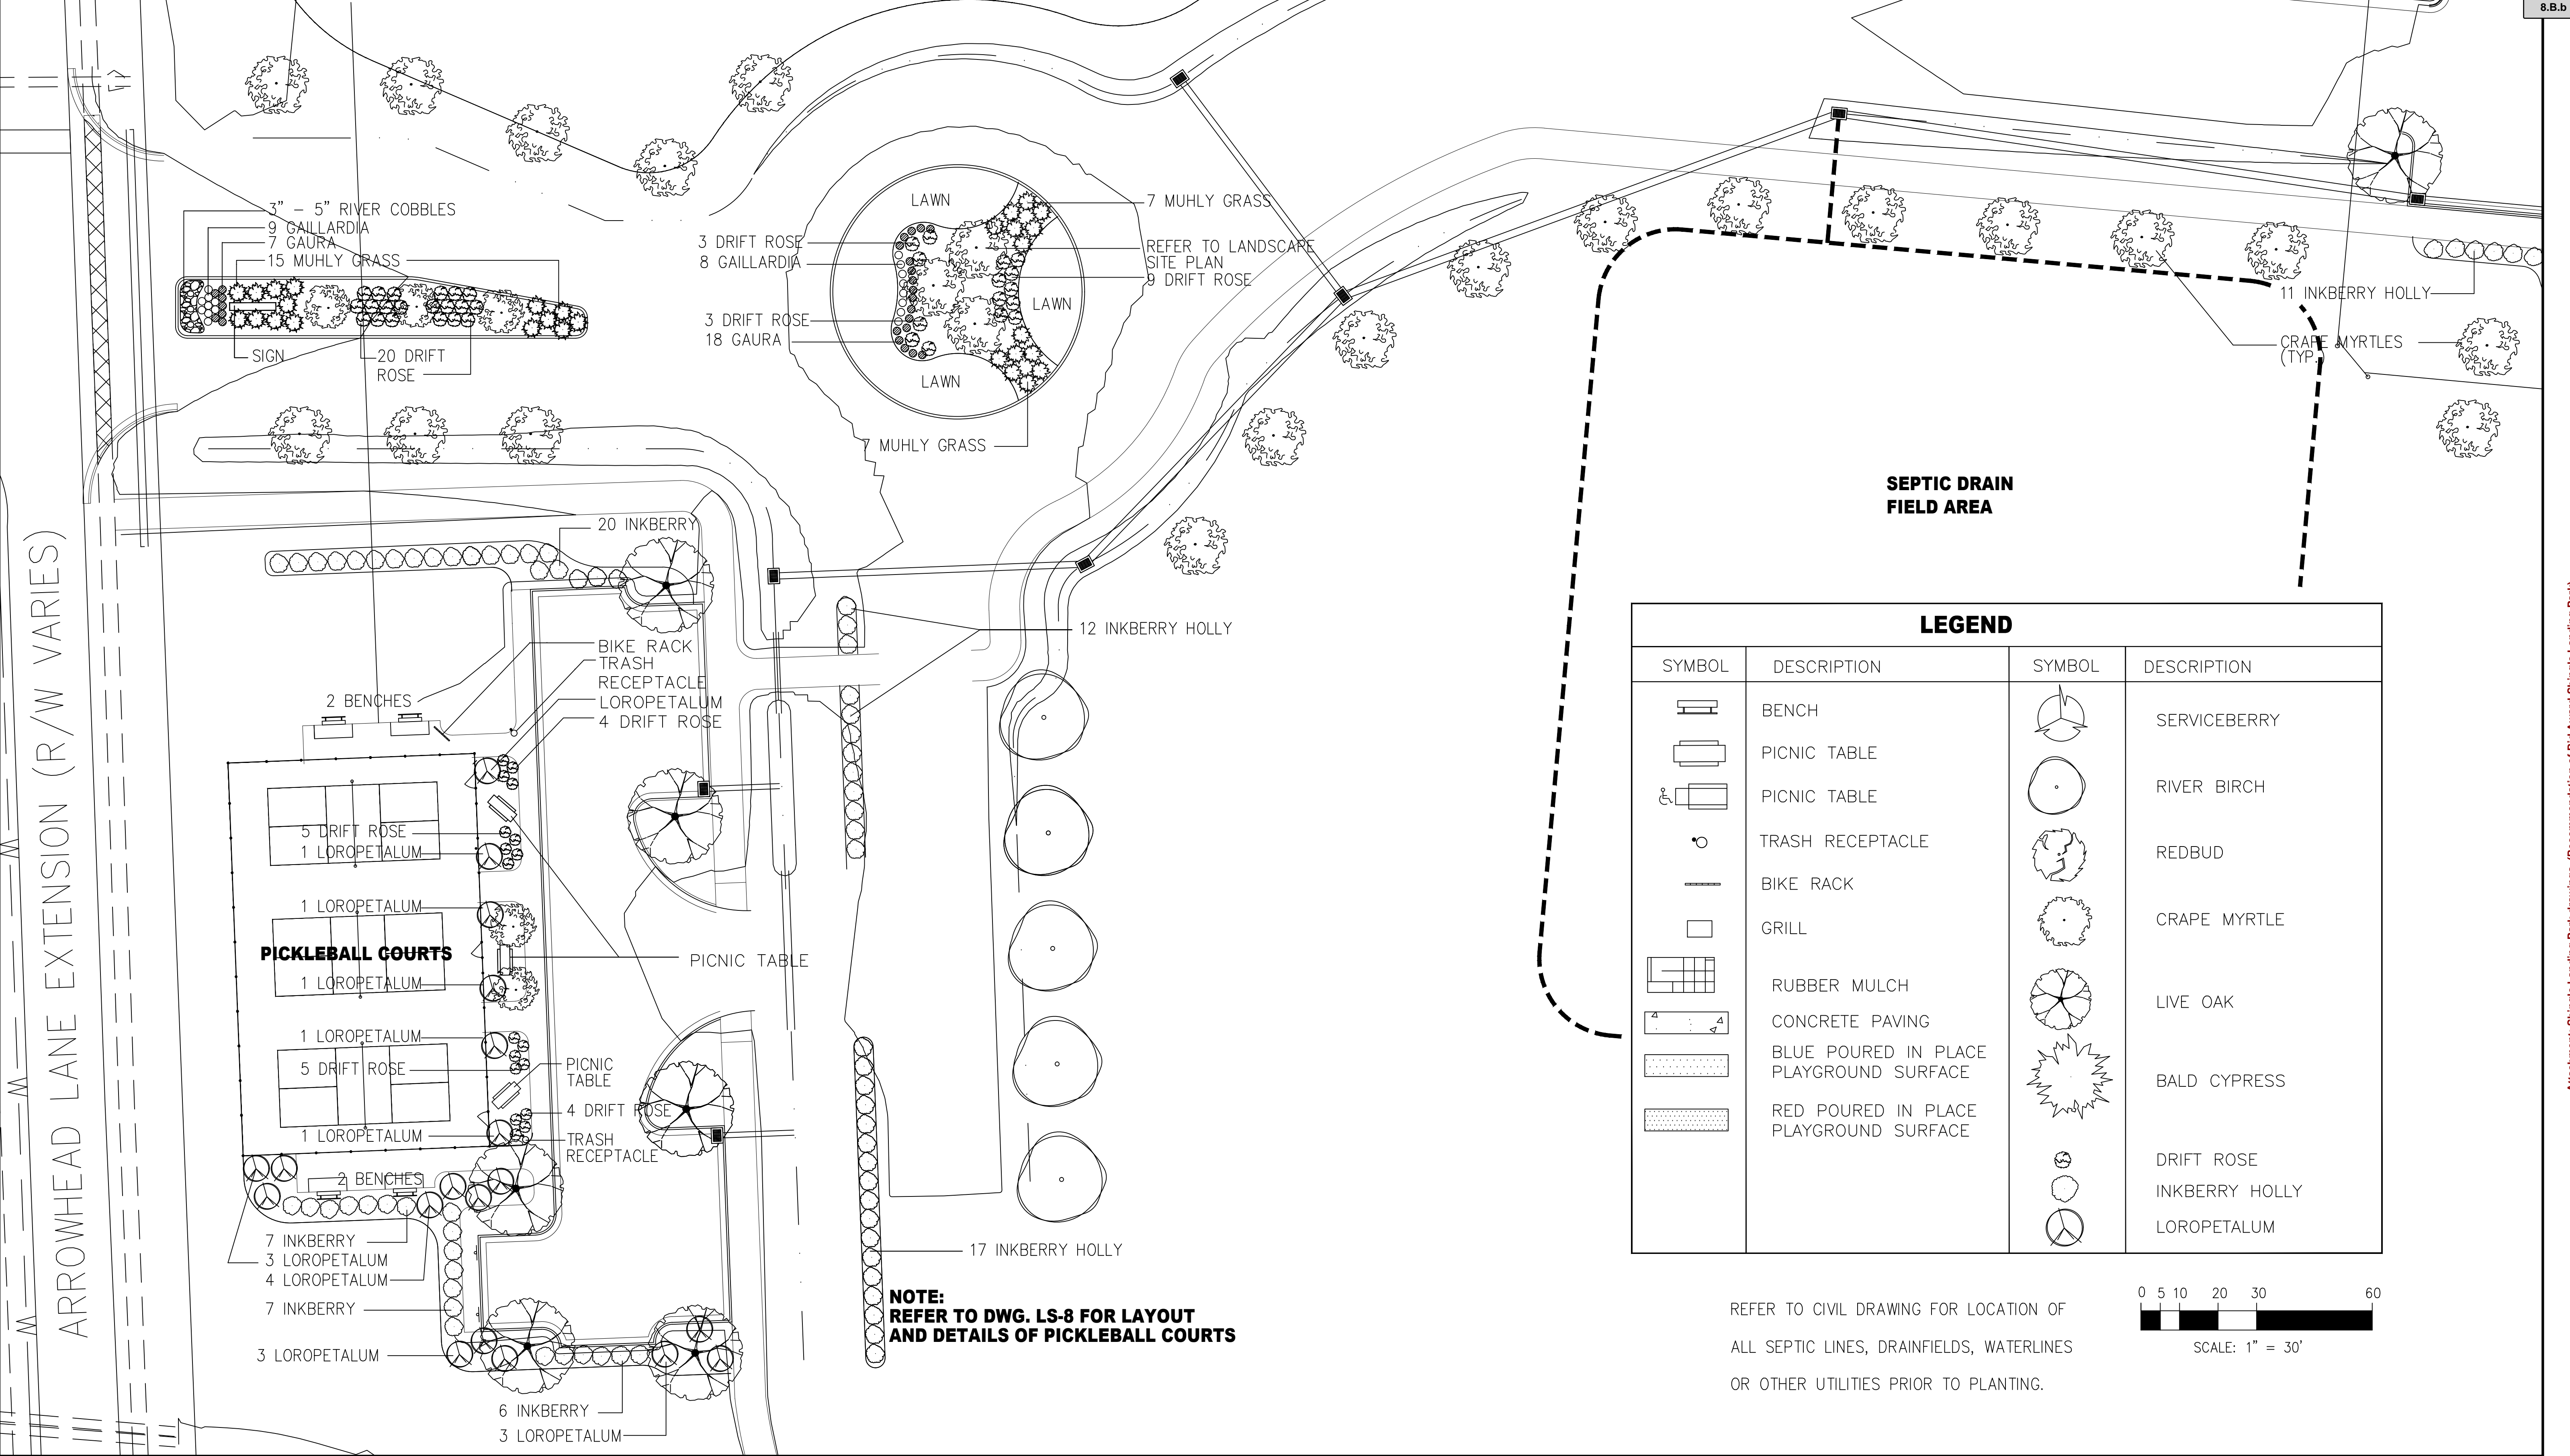 8.B.b
3" - 5" RIVER COBBLES
9 GAILLARDIA
7 GAURA
15 MUHLY GRASS
SIGN
20 DRIFT
ROSE
LAWN
7 MUHLY GRASS
3 DRIFT ROSE
8 GAILLARDIA
REFER TO LANDSCAPE
SITE PLAN
9 DRIFT ROSE
LAWN
3 DRIFT ROSE
18 GAURA
LAWN
7 MUHLY GRASS
11 INKBERRY HOLLY
CRAPE MYRTLES
(TYP.)
SEPTIC DRAIN
FIELD AREA
20 INKBERRY
12 INKBERRY HOLLY
BIKE RACK
TRASH
RECEPTACLE
LOROPETALUM
4 DRIFT ROSE
2 BENCHES
5 DRIFT ROSE
1 LOROPETALUM
1 LOROPETALUM
PICKLEBALL COURTS
PICNIC TABLE
1 LOROPETALUM
1 LOROPETALUM
5 DRIFT ROSE
PICNIC
TABLE
4 DRIFT ROSE
1 LOROPETALUM
TRASH
RECEPTACLE
2 BENCHES
7 INKBERRY
3 LOROPETALUM
4 LOROPETALUM
7 INKBERRY
3 LOROPETALUM
6 INKBERRY
3 LOROPETALUM
17 INKBERRY HOLLY
NOTE:
REFER TO DWG. LS-8 FOR LAYOUT
AND DETAILS OF PICKLEBALL COURTS
ARROWHEAD LANE EXTENSION (R/W VARIES)
W
W
W
W
LEGEND
SYMBOL DESCRIPTION SYMBOL DESCRIPTION
BENCH
PICNIC TABLE
PICNIC TABLE
TRASH RECEPTACLE
BIKE RACK
GRILL
RUBBER MULCH
CONCRETE PAVING
BLUE POURED IN PLACE
PLAYGROUND SURFACE
RED POURED IN PLACE
PLAYGROUND SURFACE
SERVICEBERRY
RIVER BIRCH
REDBUD
CRAPE MYRTLE
LIVE OAK
BALD CYPRESS
DRIFT ROSE
INKBERRY HOLLY
LOROPETALUM
REFER TO CIVIL DRAWING FOR LOCATION OF
ALL SEPTIC LINES, DRAINFIELDS, WATERLINES
OR OTHER UTILITIES PRIOR TO PLANTING.
0 5 10 20 30 60
SCALE: 1" = 30'